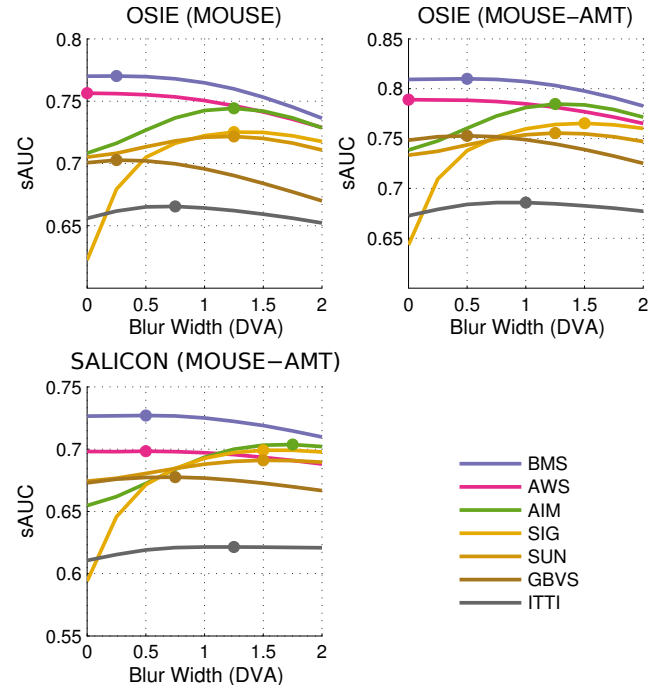 OSIE (MOUSE)
0.8
0.75
0.7
0.65
sAUC
0 0.5 1 1.5 2
Blur Width (DVA)
OSIE (MOUSE−AMT)
0.85
0.8
0.75
0.7
0.65
sAUC
0 0.5 1 1.5 2
Blur Width (DVA)
SALICON (MOUSE−AMT)
0.75
0.7
0.65
0.6
0.55
sAUC
0 0.5 1 1.5 2
Blur Width (DVA)
BMS
AWS
AIM
SIG
SUN
GBVS
ITTI